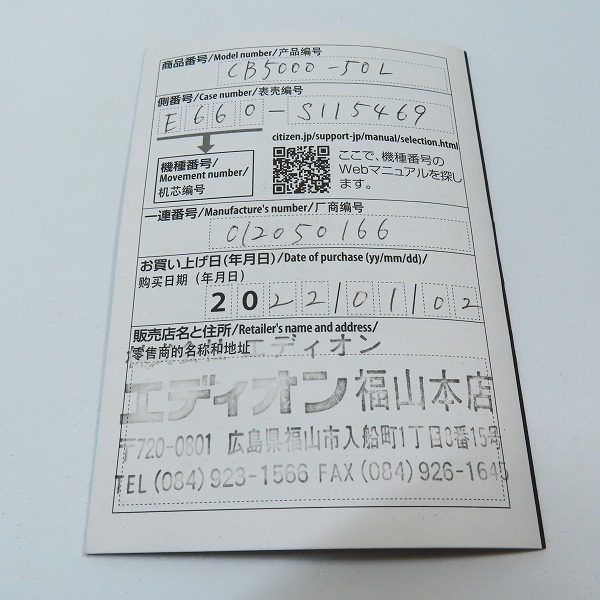 商品番号/Model number/产品编号
CB5000-50L
側番号/Case number/表壳编号
E660-S115469
citizen.jp/support-jp/manual/selection.html
機種番号/
Movement number/
机芯编号
ここで、機種番号の
Webマニュアルを探し
ます。
一連番号/Manufacture's number/厂商编号
012050166
お買い上げ日(年月日)/Date of purchase (yy/mm/dd)/
购买日期 (年月日)
2022/01/02
販売店名と住所/Retailer's name and address/
零售商的名称和地址
株式会社 エディオン
エディオン福山本店
〒720-0801 広島県福山市入船町1丁目3番15号
TEL (084) 923-1566 FAX (084) 926-1645